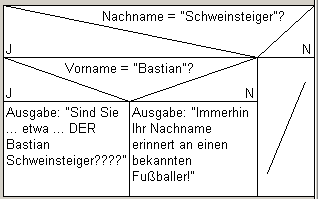 Nachname = "Schweinsteiger"?
J
N
Vorname = "Bastian"?
J
N
Ausgabe: "Sind Sie
... etwa ... DER
Bastian
Schweinsteiger????"
Ausgabe: "Immerhin
Ihr Nachname
erinnert an einen
bekannten
Fußballer!"